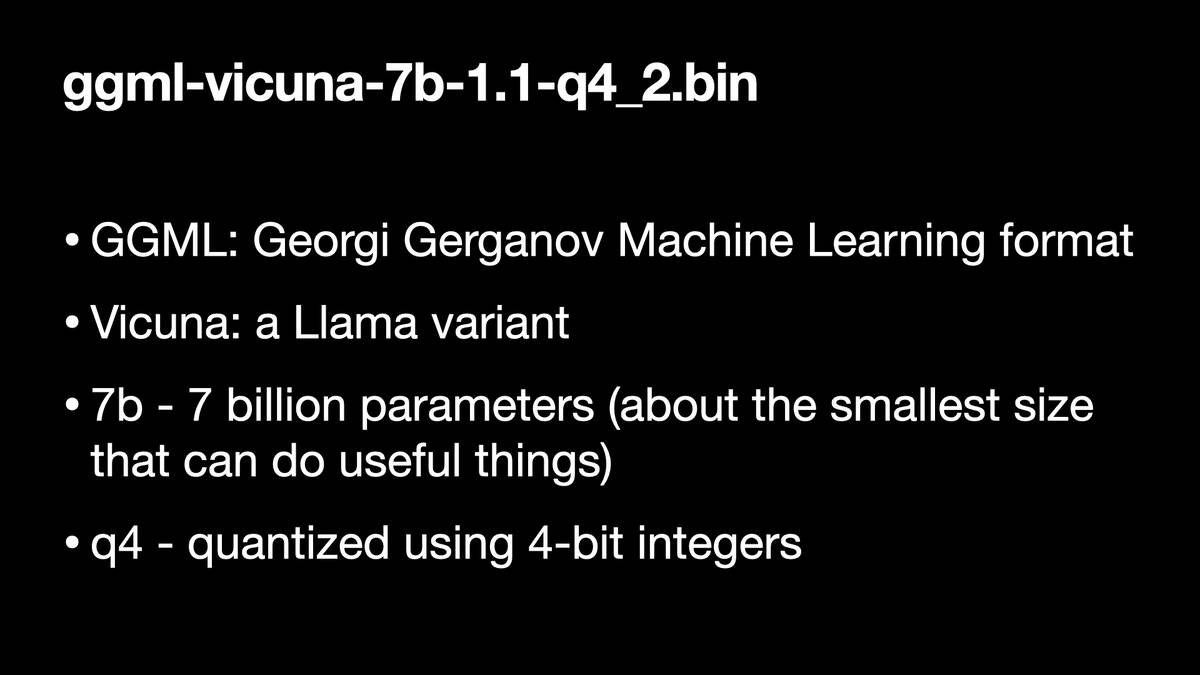 ggml-vicuna-7b-1.1-q4_2.bin
• GGML: Georgi Gerganov Machine Learning format
• Vicuna: a Llama variant
• 7b - 7 billion parameters (about the smallest size
that can do useful things)
• q4 - quantized using 4-bit integers